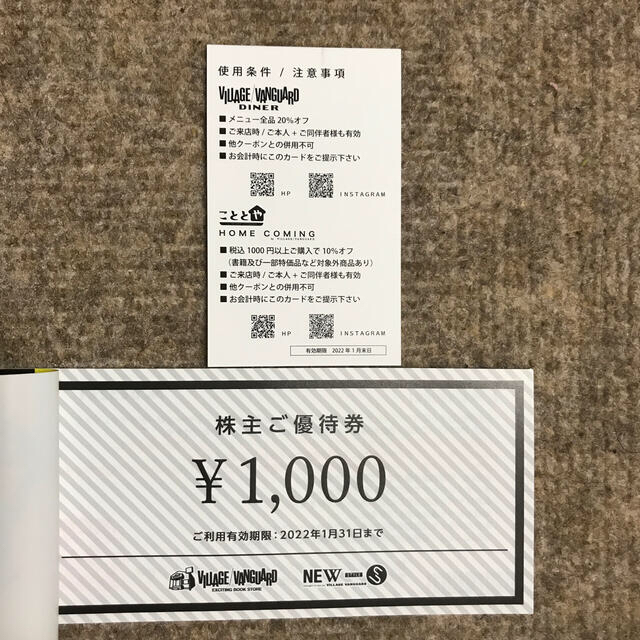 使用条件 / 注意事項
VILLAGE/VANGUARD
DINER
■ メニュー全品 20%オフ
■ ご来店時 / ご本人 + ご同伴者様も有効
■ 他クーポンとの併用不可
■ お会計時にこのカードをご提示下さい
HP INSTAGRAM
こととや
HOME COMING
by VILLAGE/VANGUARD
■ 税込 1000 円以上ご購入で 10%オフ
（書籍及び一部特価品など対象外商品あり）
■ ご来店時 / ご本人 + ご同伴者様も有効
■ 他クーポンとの併用不可
■ お会計時にこのカードをご提示下さい
HP INSTAGRAM
有効期限 2022 年 1 月末日
株主ご優待券
¥1,000
ご利用有効期限：2022年1月31日まで
VILLAGE/VANGUARD NEW STYLE
EXCITING BOOK STORE VILLAGE VANGUARD